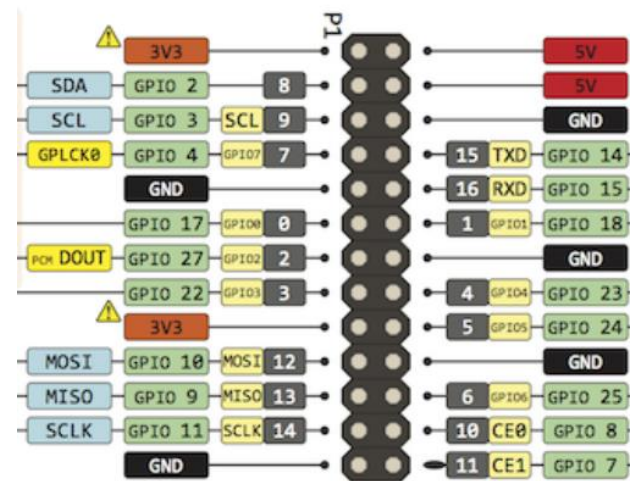 P1
3V3 5V
SDA GPIO 2 8 5V
SCL GPIO 3 SCL 9 GND
GPLCK0 GPIO 4 GPIO7 7 15 TXD GPIO 14
GND 16 RXD GPIO 15
GPIO 17 GPIO0 0 1 GPIO1 GPIO 18
PCM DOUT GPIO 27 GPIO2 2 GND
GPIO 22 GPIO3 3 4 GPIO4 GPIO 23
3V3 5 GPIO5 GPIO 24
MOSI GPIO 10 MOSI 12 GND
MISO GPIO 9 MISO 13 6 GPIO6 GPIO 25
SCLK GPIO 11 SCLK 14 10 CE0 GPIO 8
GND 11 CE1 GPIO 7